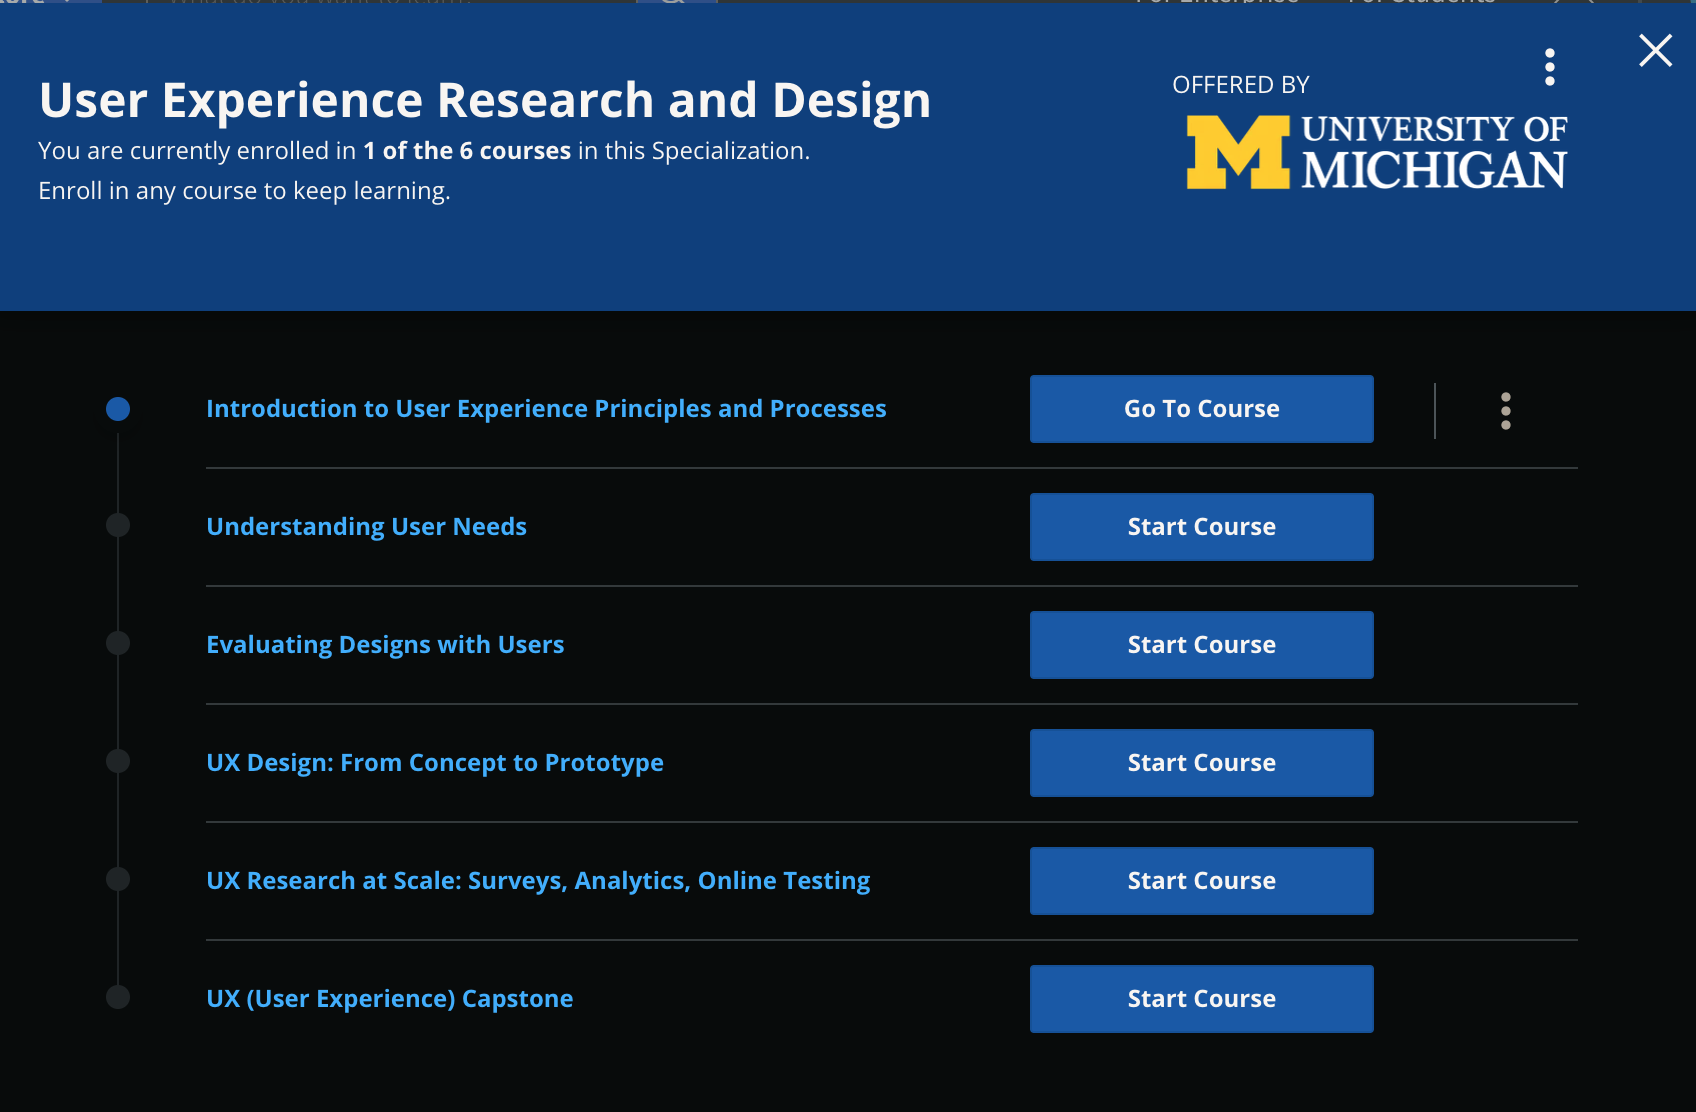 User Experience Research and Design
You are currently enrolled in 1 of the 6 courses in this Specialization.
Enroll in any course to keep learning.
OFFERED BY
M UNIVERSITY OF
MICHIGAN
Introduction to User Experience Principles and Processes
Go To Course
Understanding User Needs
Start Course
Evaluating Designs with Users
Start Course
UX Design: From Concept to Prototype
Start Course
UX Research at Scale: Surveys, Analytics, Online Testing
Start Course
UX (User Experience) Capstone
Start Course